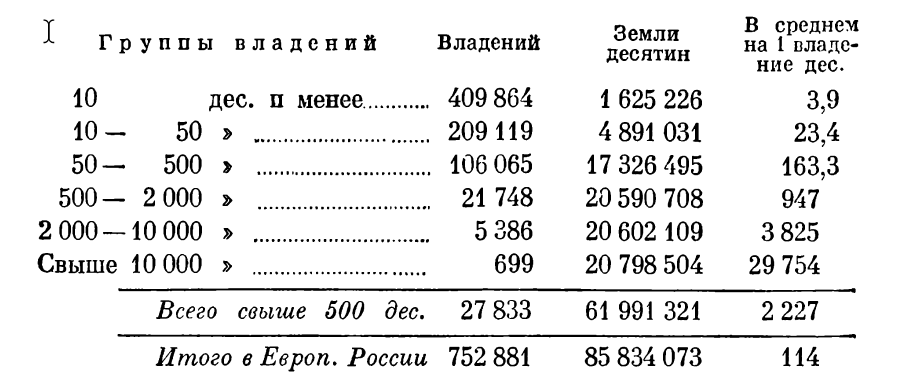 Группы владений Владений Земли десятин В среднем на 1 владение дес.
10 дес. и менее 409 864 1 625 226 3,9
10 — 50 » 209 119 4 891 031 23,4
50 — 500 » 106 065 17 326 495 163,3
500 — 2 000 » 21 748 20 590 708 947
2 000 — 10 000 » 5 386 20 602 109 3 825
Свыше 10 000 » 699 20 798 504 29 754
Всего свыше 500 дес. 27 833 61 991 321 2 227
Итого в Европ. России 752 881 85 834 073 114